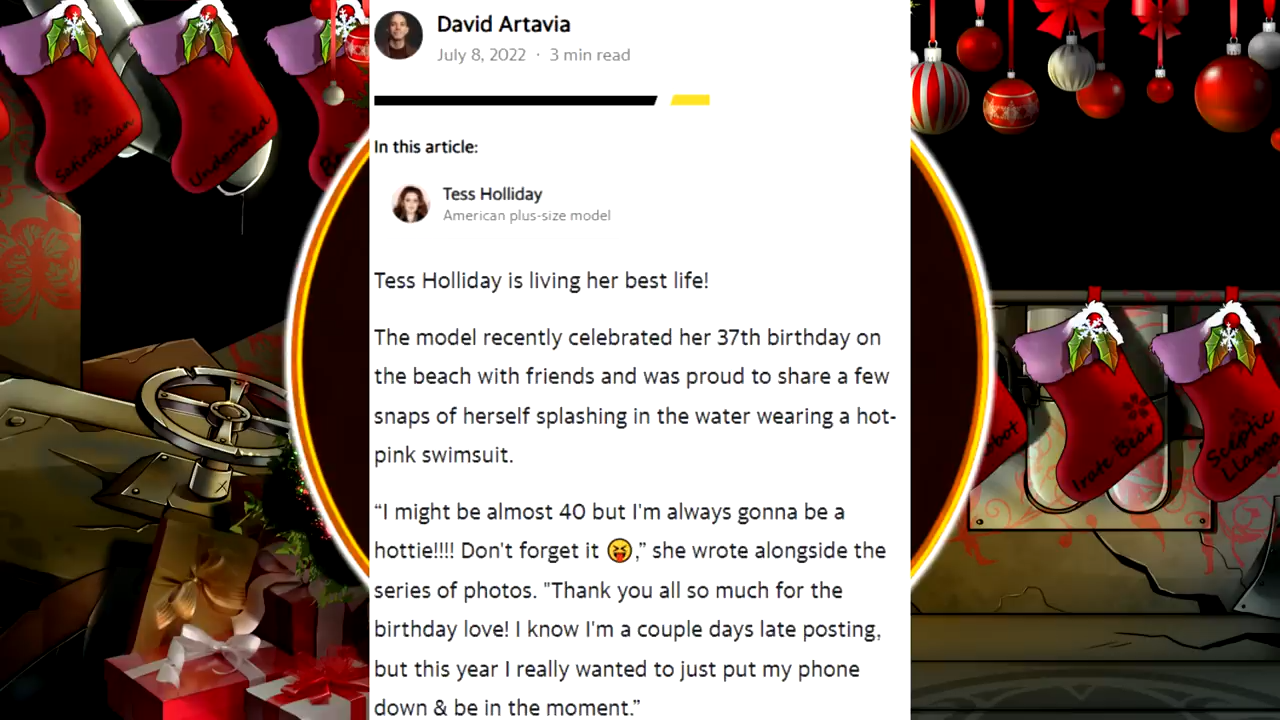 David Artavia
July 8, 2022 · 3 min read
In this article:
Tess Holliday
American plus-size model
Tess Holliday is living her best life!
The model recently celebrated her 37th birthday on
the beach with friends and was proud to share a few
snaps of herself splashing in the water wearing a hot-
pink swimsuit.
“I might be almost 40 but I'm always gonna be a
hottie!!!! Don't forget it 😝,” she wrote alongside the
series of photos. "Thank you all so much for the
birthday love! I know I'm a couple days late posting,
but this year I really wanted to just put my phone
down & be in the moment.”
Undoomed
Irate Bear
Sceptic
Llama